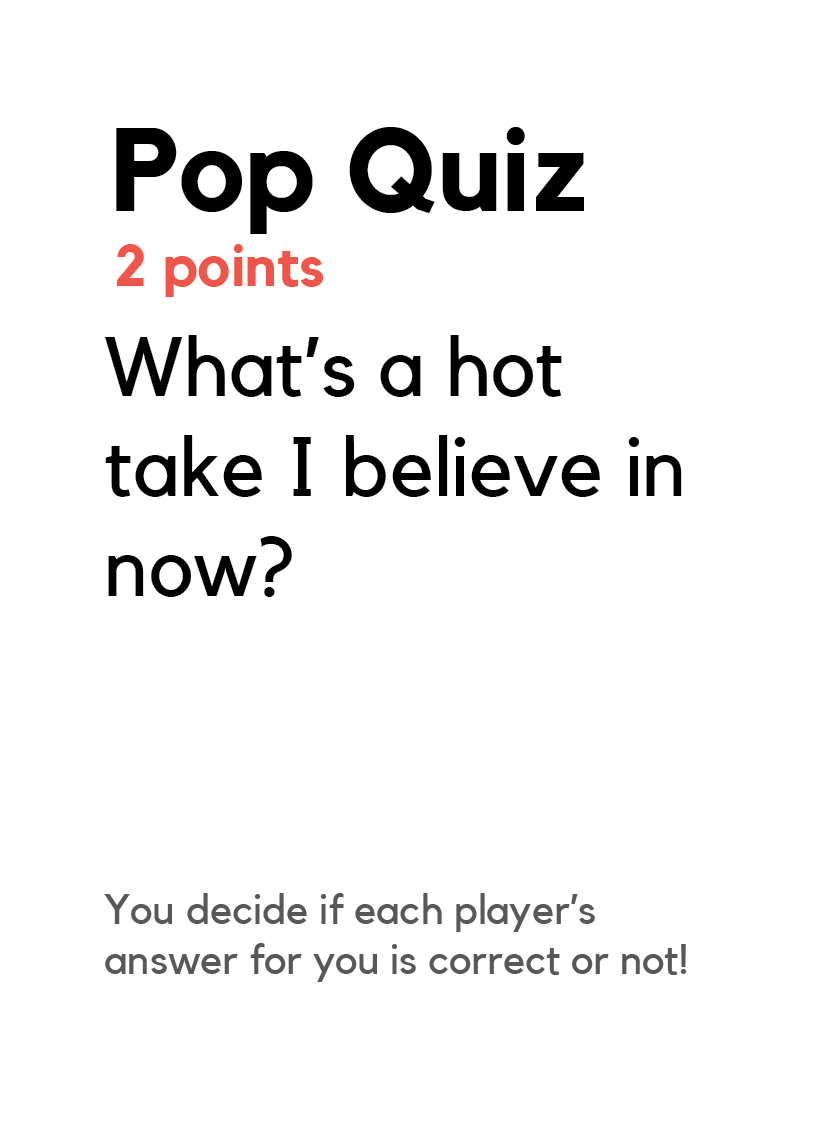 Pop Quiz
2 points
What’s a hot
take I believe in
now?
You decide if each player’s
answer for you is correct or not!